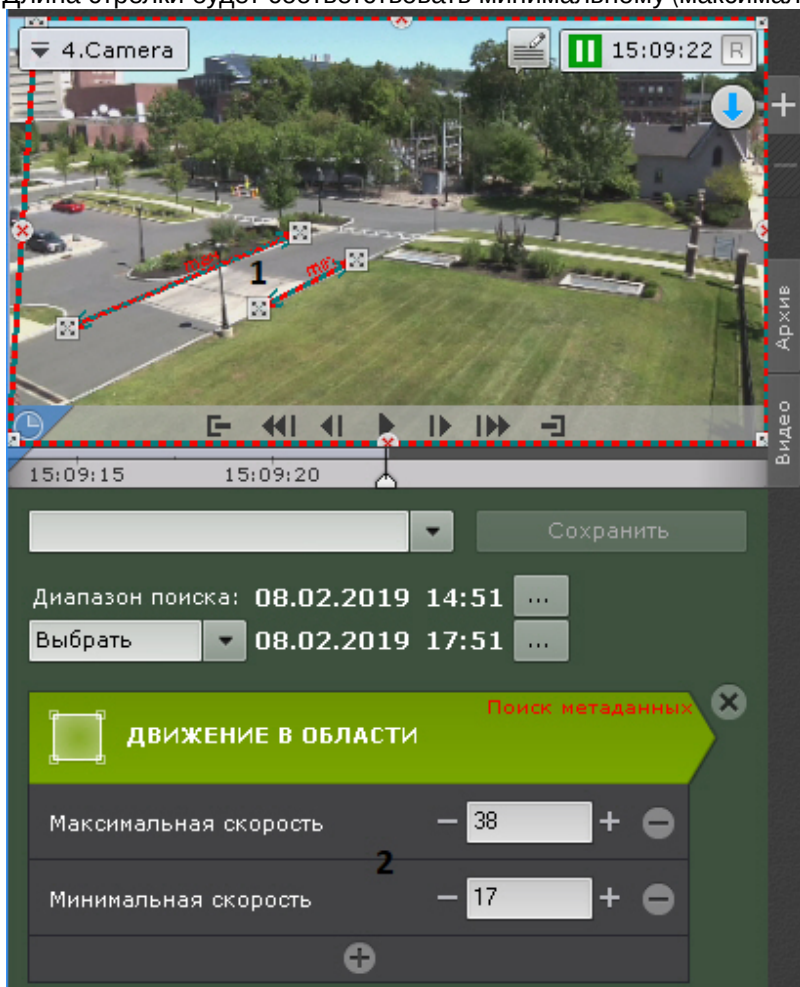 Длина стрелки будет соответствовать минимальному (максимал
4.Camera
15:09:22 R
1
Архив
Видео
15:09:15 15:09:20
Сохранить
Диапазон поиска: 08.02.2019 14:51 ...
Выбрать 08.02.2019 17:51 ...
Поиск метаданных
ДВИЖЕНИЕ В ОБЛАСТИ
Максимальная скорость − 38 +
2
Минимальная скорость − 17 +